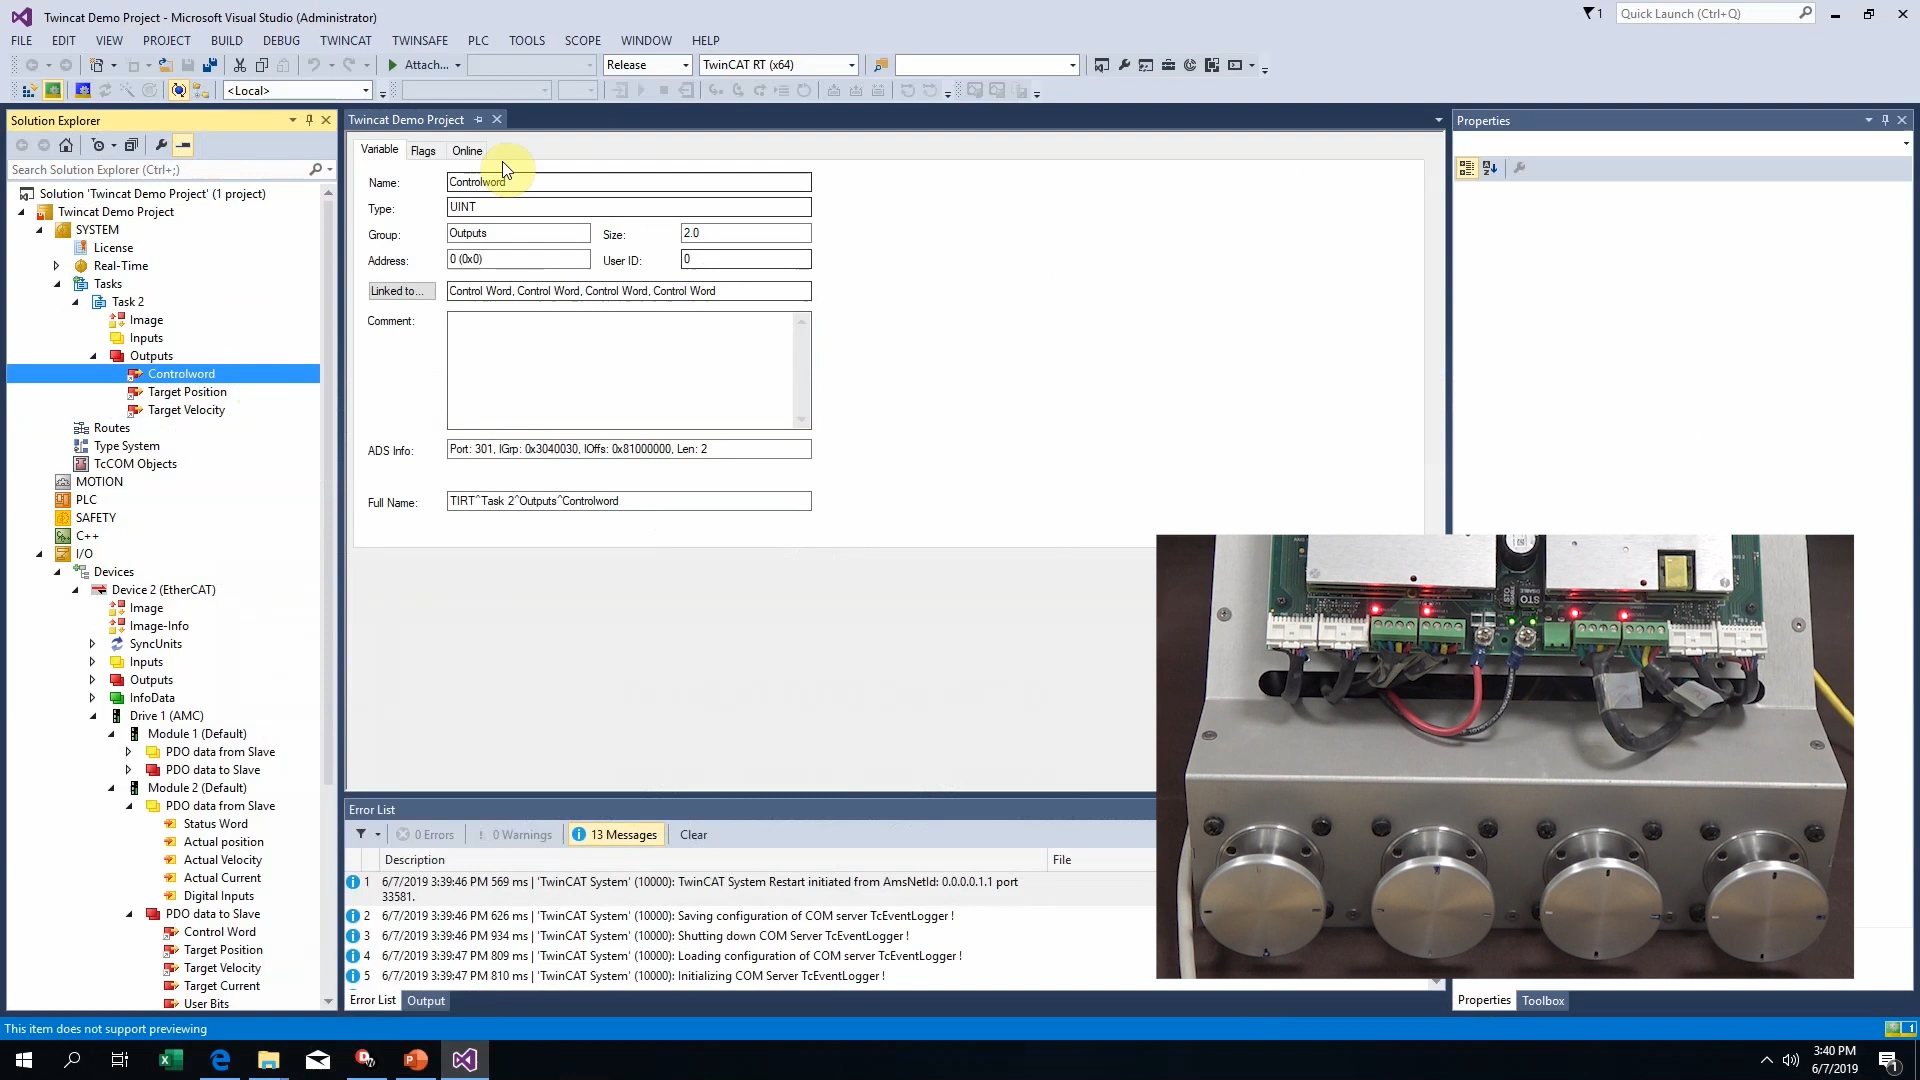 Twincat Demo Project - Microsoft Visual Studio (Administrator)
1
Quick Launch (Ctrl+Q)
FILE EDIT VIEW PROJECT BUILD DEBUG TWINCAT TWINSAFE PLC TOOLS SCOPE WINDOW HELP
Attach... Release TwinCAT RT (x64)
<Local>
Solution Explorer
Search Solution Explorer (Ctrl+;)
Solution 'Twincat Demo Project' (1 project)
Twincat Demo Project
SYSTEM
License
Real-Time
Tasks
Task 2
Image
Inputs
Outputs
Controlword
Target Position
Target Velocity
Routes
Type System
TcCOM Objects
MOTION
PLC
SAFETY
C++
I/O
Devices
Device 2 (EtherCAT)
Image
Image-Info
SyncUnits
Inputs
Outputs
InfoData
Drive 1 (AMC)
Module 1 (Default)
PDO data from Slave
PDO data to Slave
Module 2 (Default)
PDO data from Slave
Status Word
Actual position
Actual Velocity
Actual Current
Digital Inputs
PDO data to Slave
Control Word
Target Position
Target Velocity
Target Current
User Bits
Twincat Demo Project
Variable Flags Online
Name: Controlword
Type: UINT
Group: Outputs Size: 2.0
Address: 0 (0x0) User ID: 0
Linked to... Control Word, Control Word, Control Word, Control Word
Comment:
ADS Info: Port: 301, IGrp: 0x3040030, IOffs: 0x81000000, Len: 2
Full Name: TIRT^Task 2^Outputs^Controlword
Error List
0 Errors 0 Warnings 13 Messages Clear
Description File
1 6/7/2019 3:39:46 PM 569 ms | 'TwinCAT System' (10000): TwinCAT System Restart initiated from AmsNetId: 0.0.0.0.1.1 port
33581.
2 6/7/2019 3:39:46 PM 626 ms | 'TwinCAT System' (10000): Saving configuration of COM server TcEventLogger !
3 6/7/2019 3:39:46 PM 934 ms | 'TwinCAT System' (10000): Shutting down COM Server TcEventLogger !
4 6/7/2019 3:39:47 PM 809 ms | 'TwinCAT System' (10000): Loading configuration of COM server TcEventLogger !
5 6/7/2019 3:39:47 PM 810 ms | 'TwinCAT System' (10000): Initializing COM Server TcEventLogger !
Error List Output
Properties
STO
STO
Properties Toolbox
This item does not support previewing
1
3:40 PM
6/7/2019
1